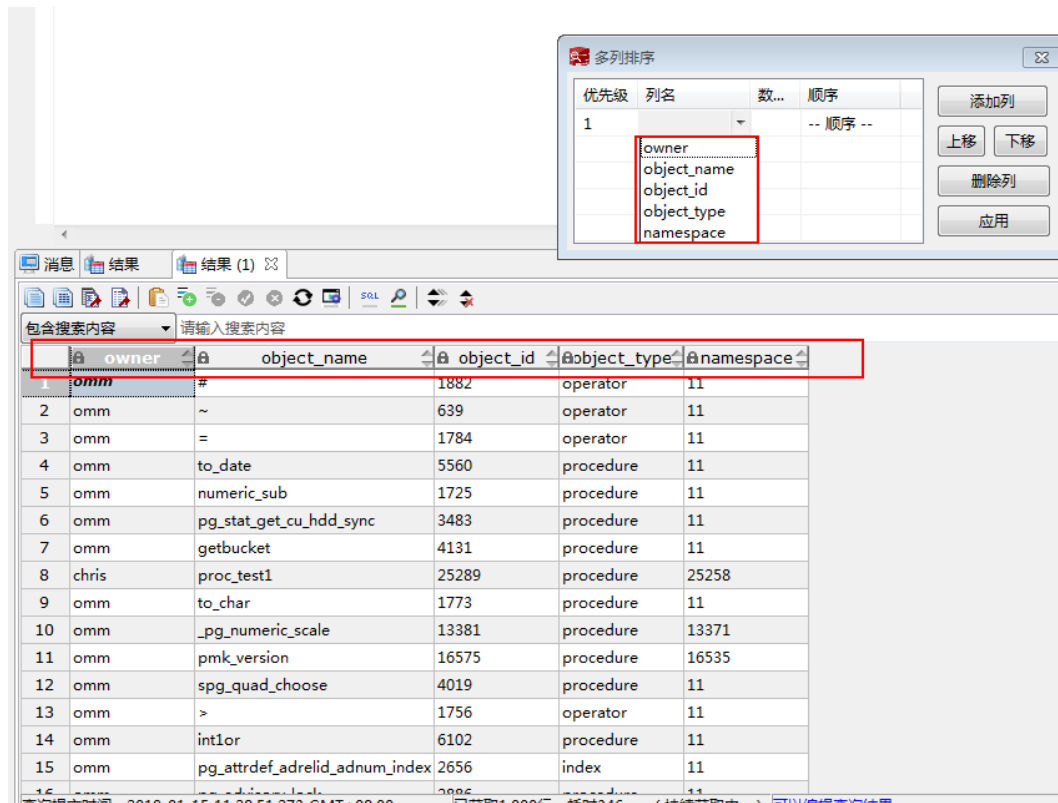 多列排序
优先级 列名 数... 顺序
1 -- 顺序 --
owner
object_name
object_id
object_type
namespace
添加列
上移 下移
删除列
应用
消息 结果 结果 (1)
SQL
包含搜索内容 请输入搜索内容
owner object_name object_id object_type namespace
1 omm # 1882 operator 11
2 omm ~ 639 operator 11
3 omm = 1784 operator 11
4 omm to_date 5560 procedure 11
5 omm numeric_sub 1725 procedure 11
6 omm pg_stat_get_cu_hdd_sync 3483 procedure 11
7 omm getbucket 4131 procedure 11
8 chris proc_test1 25289 procedure 25258
9 omm to_char 1773 procedure 11
10 omm _pg_numeric_scale 13381 procedure 13371
11 omm pmk_version 16575 procedure 16535
12 omm spg_quad_choose 4019 procedure 11
13 omm > 1756 operator 11
14 omm int1or 6102 procedure 11
15 omm pg_attrdef_adrelid_adnum_index 2656 index 11
16 omm pg_advisory_lock 2886 procedure 11